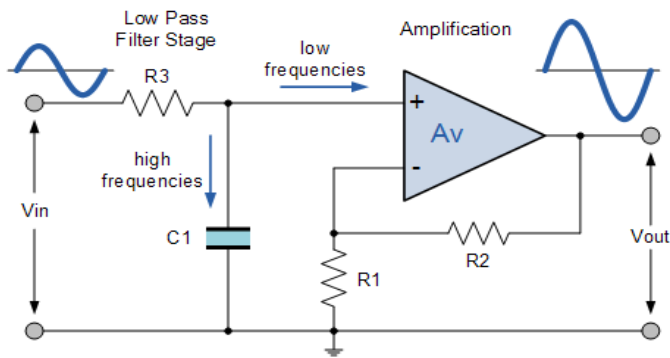 Low Pass
Filter Stage
Amplification
low
frequencies
R3
+
Av
-
high
frequencies
Vin
C1
R1
R2
Vout